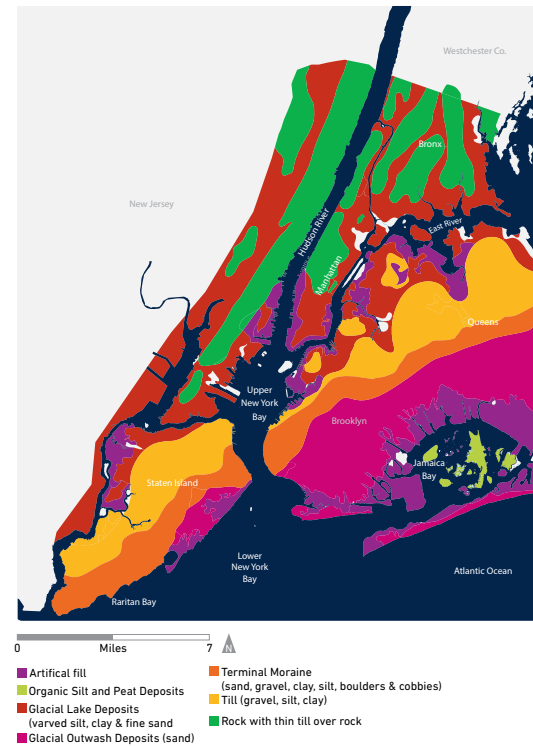 Westchester Co.
Bronx
New Jersey
East River
Hudson River
Manhattan
Queens
Upper
New York
Bay
Brooklyn
Jamaica
Bay
Staten Island
Lower
New York
Bay
Atlantic Ocean
Raritan Bay
0 Miles 7 N
Artifical fill
Organic Silt and Peat Deposits
Glacial Lake Deposits
(varved silt, clay & fine sand
Glacial Outwash Deposits (sand)
Terminal Moraine
(sand, gravel, clay, silt, boulders & cobbies)
Till (gravel, silt, clay)
Rock with thin till over rock